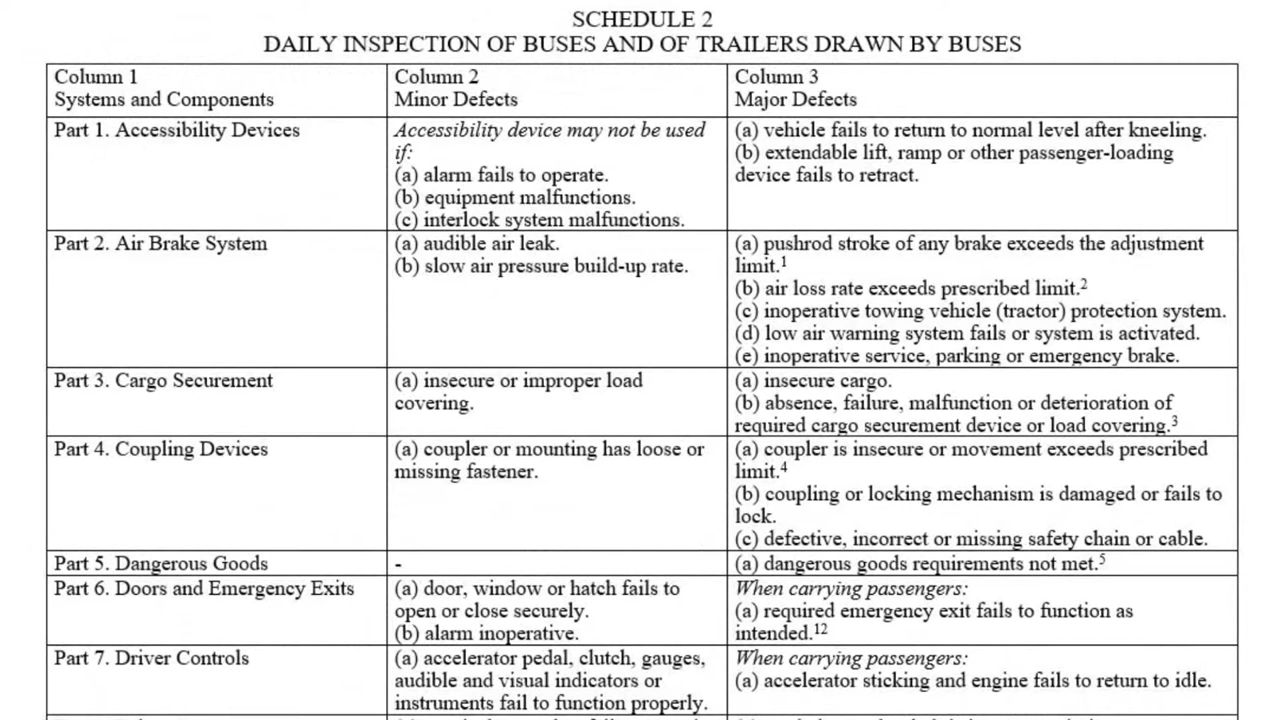 SCHEDULE 2
DAILY INSPECTION OF BUSES AND OF TRAILERS DRAWN BY BUSES
Column 1
Systems and Components
Column 2
Minor Defects
Column 3
Major Defects
Part 1. Accessibility Devices
Accessibility device may not be used
if:
(a) alarm fails to operate.
(b) equipment malfunctions.
(c) interlock system malfunctions.
(a) vehicle fails to return to normal level after kneeling.
(b) extendable lift, ramp or other passenger-loading
device fails to retract.
Part 2. Air Brake System
(a) audible air leak.
(b) slow air pressure build-up rate.
(a) pushrod stroke of any brake exceeds the adjustment
limit.¹
(b) air loss rate exceeds prescribed limit.²
(c) inoperative towing vehicle (tractor) protection system.
(d) low air warning system fails or system is activated.
(e) inoperative service, parking or emergency brake.
Part 3. Cargo Securement
(a) insecure or improper load
covering.
(a) insecure cargo.
(b) absence, failure, malfunction or deterioration of
required cargo securement device or load covering.³
Part 4. Coupling Devices
(a) coupler or mounting has loose or
missing fastener.
(a) coupler is insecure or movement exceeds prescribed
limit.⁴
(b) coupling or locking mechanism is damaged or fails to
lock.
(c) defective, incorrect or missing safety chain or cable.
Part 5. Dangerous Goods
-
(a) dangerous goods requirements not met.⁵
Part 6. Doors and Emergency Exits
(a) door, window or hatch fails to
open or close securely.
(b) alarm inoperative.
When carrying passengers:
(a) required emergency exit fails to function as
intended.¹²
Part 7. Driver Controls
(a) accelerator pedal, clutch, gauges,
audible and visual indicators or
instruments fail to function properly.
When carrying passengers:
(a) accelerator sticking and engine fails to return to idle.